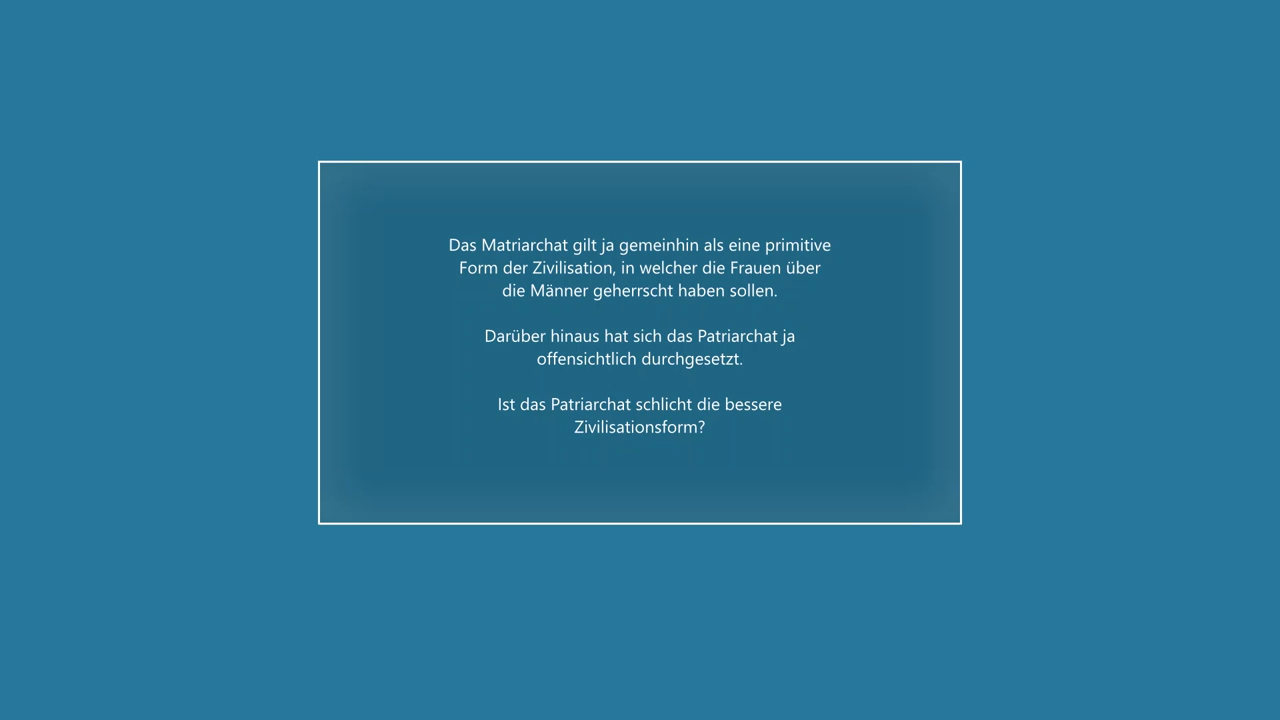 Das Matriarchat gilt ja gemeinhin als eine primitive
Form der Zivilisation, in welcher die Frauen über
die Männer geherrscht haben sollen.
Darüber hinaus hat sich das Patriarchat ja
offensichtlich durchgesetzt.
Ist das Patriarchat schlicht die bessere
Zivilisationsform?